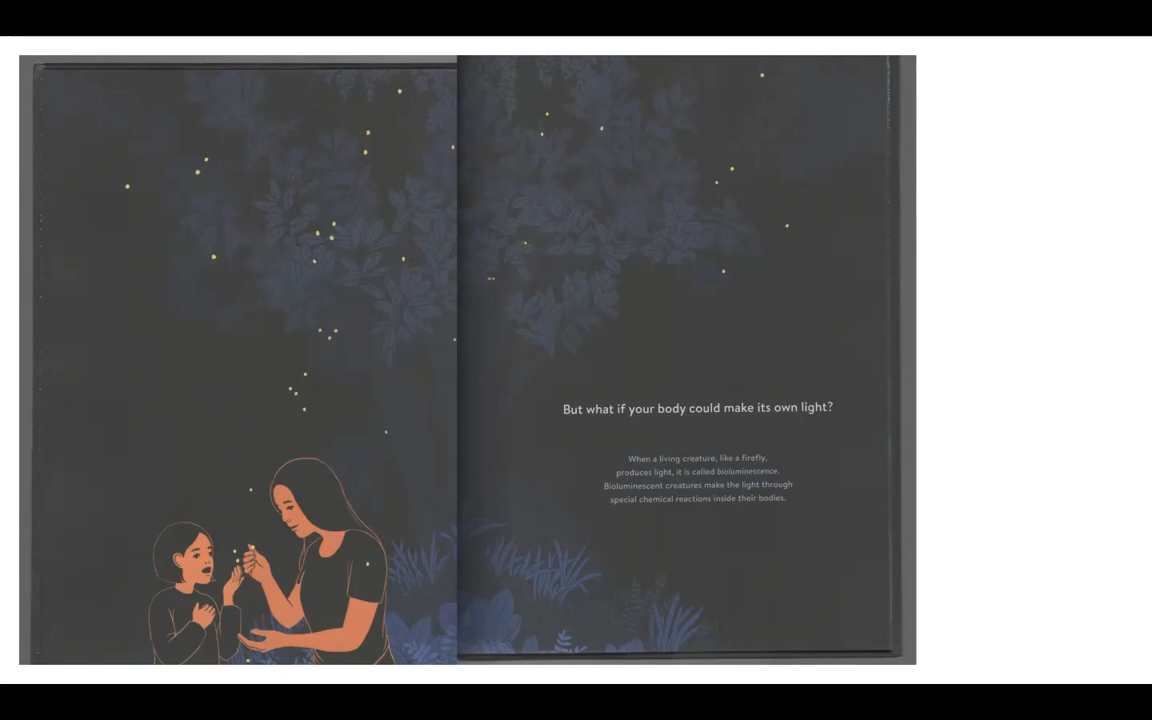 But what if your body could make its own light?
When a living creature, like a firefly,
produces light, it is called bioluminescence.
Bioluminescent creatures make the light through
special chemical reactions inside their bodies.